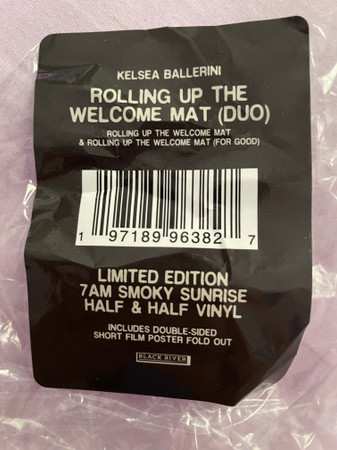 KELSEA BALLERINI
ROLLING UP THE
WELCOME MAT (DUO)
ROLLING UP THE WELCOME MAT
& ROLLING UP THE WELCOME MAT (FOR GOOD)
1 97189 96382 7
LIMITED EDITION
7AM SMOKY SUNRISE
HALF & HALF VINYL
INCLUDES DOUBLE-SIDED
SHORT FILM POSTER FOLD OUT
BLACK RIVER